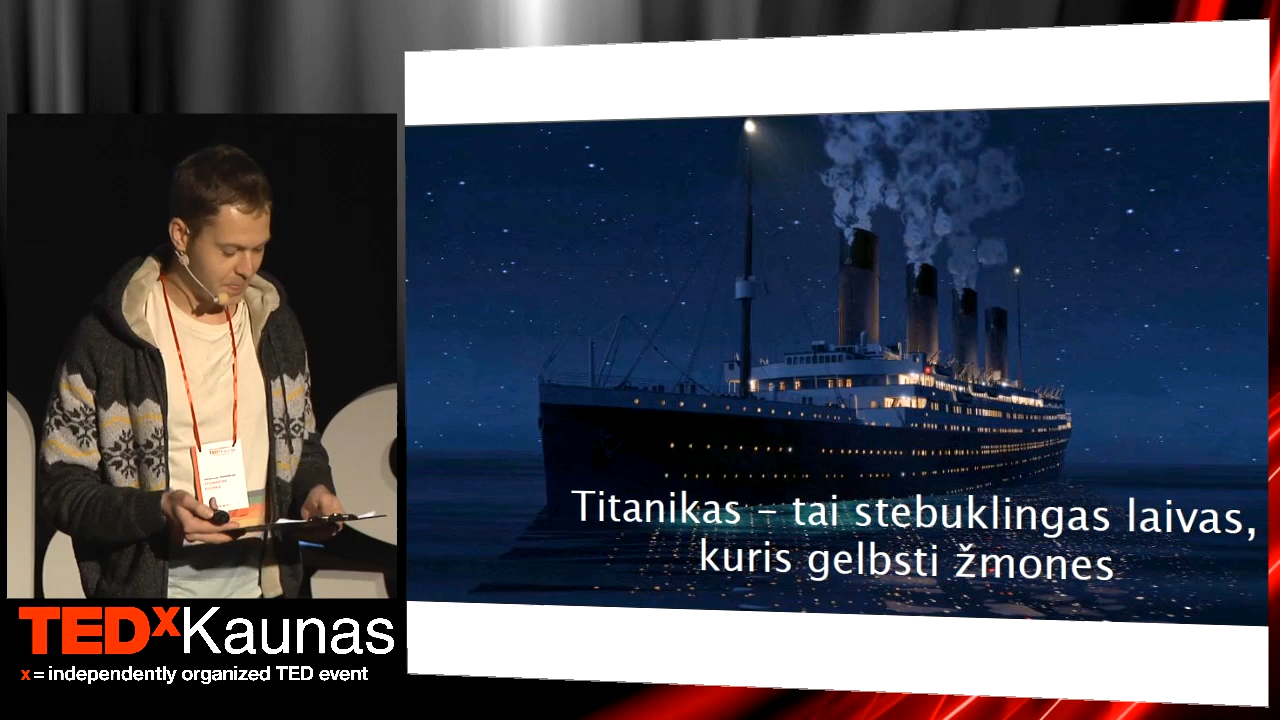 Titanikas – tai stebuklingas laivas,
kuris gelbsti žmones
TEDxKaunas
x = independently organized TED event